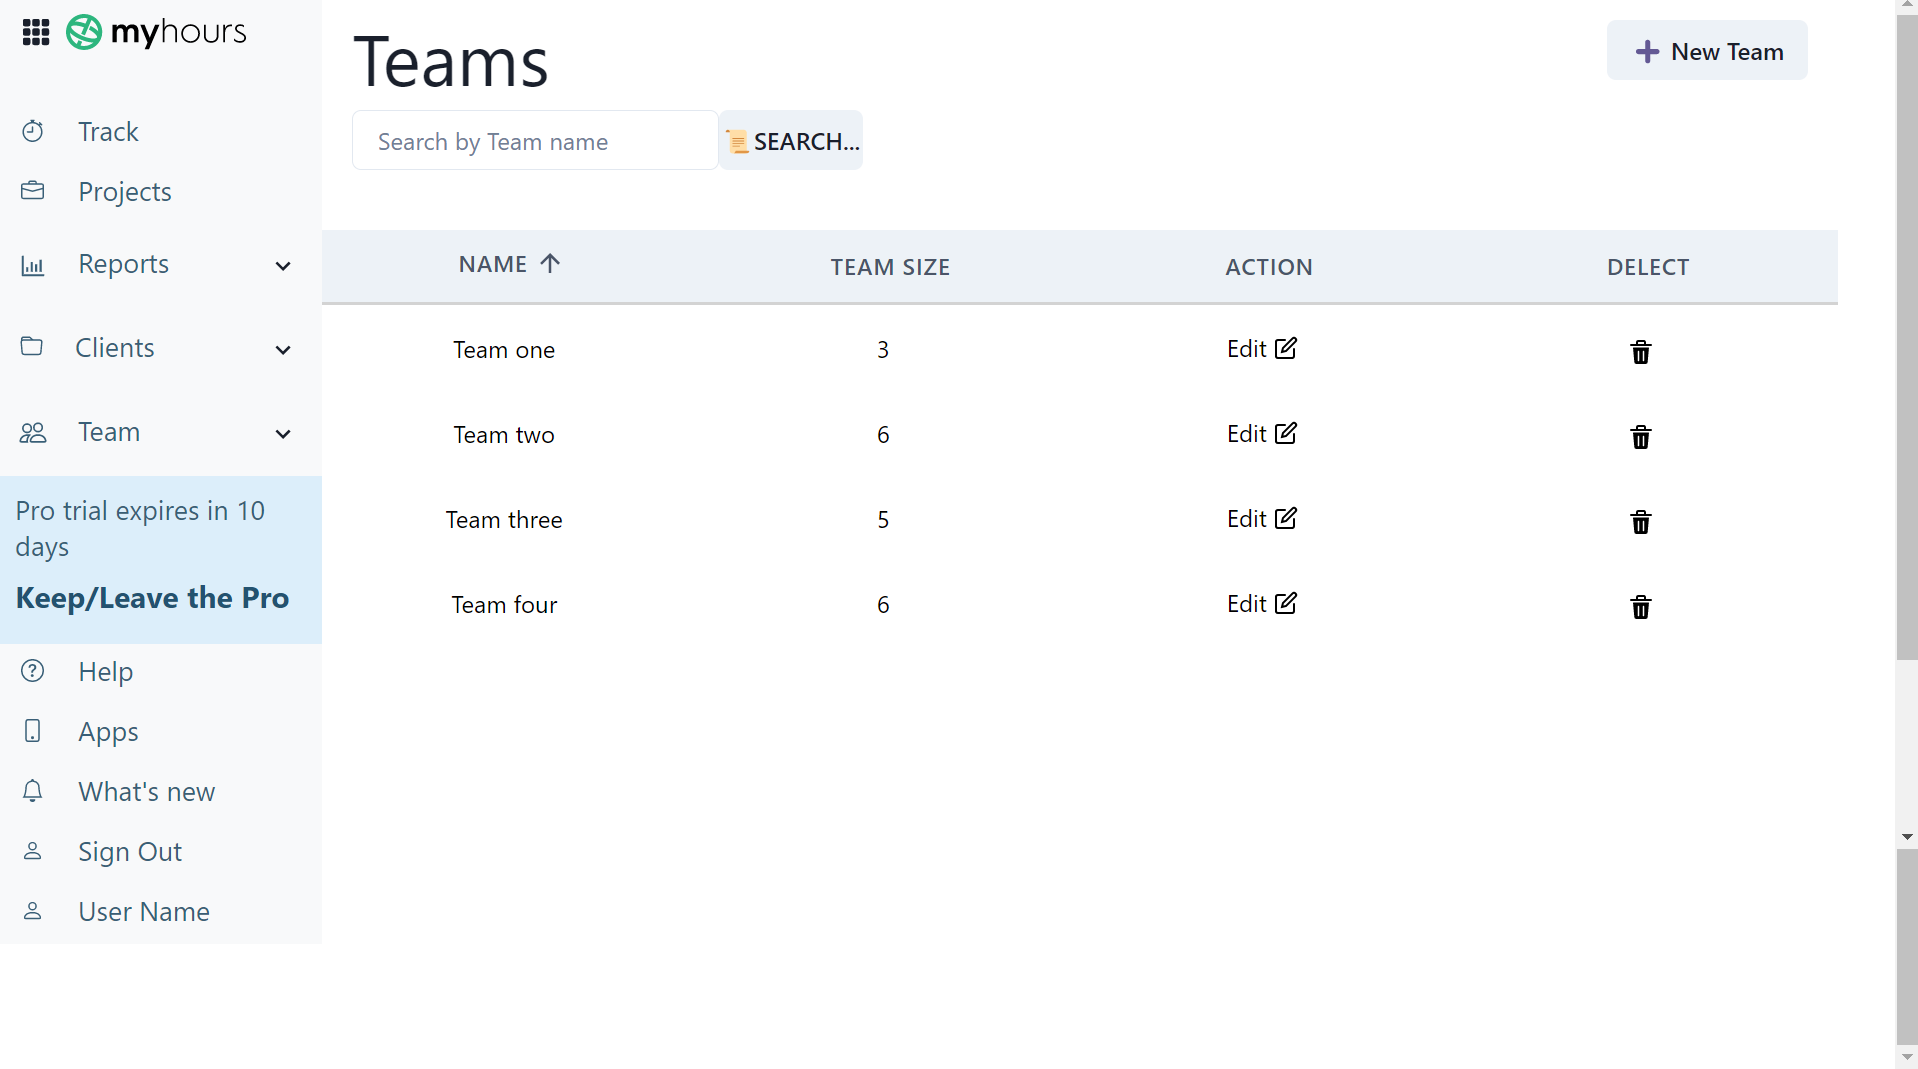 myhours
Track
Projects
Reports
Clients
Team
Pro trial expires in 10
days
Keep/Leave the Pro
Help
Apps
What's new
Sign Out
User Name
Teams
New Team
Search by Team name
SEARCH...
NAME TEAM SIZE ACTION DELECT
Team one 3 Edit
Team two 6 Edit
Team three 5 Edit
Team four 6 Edit